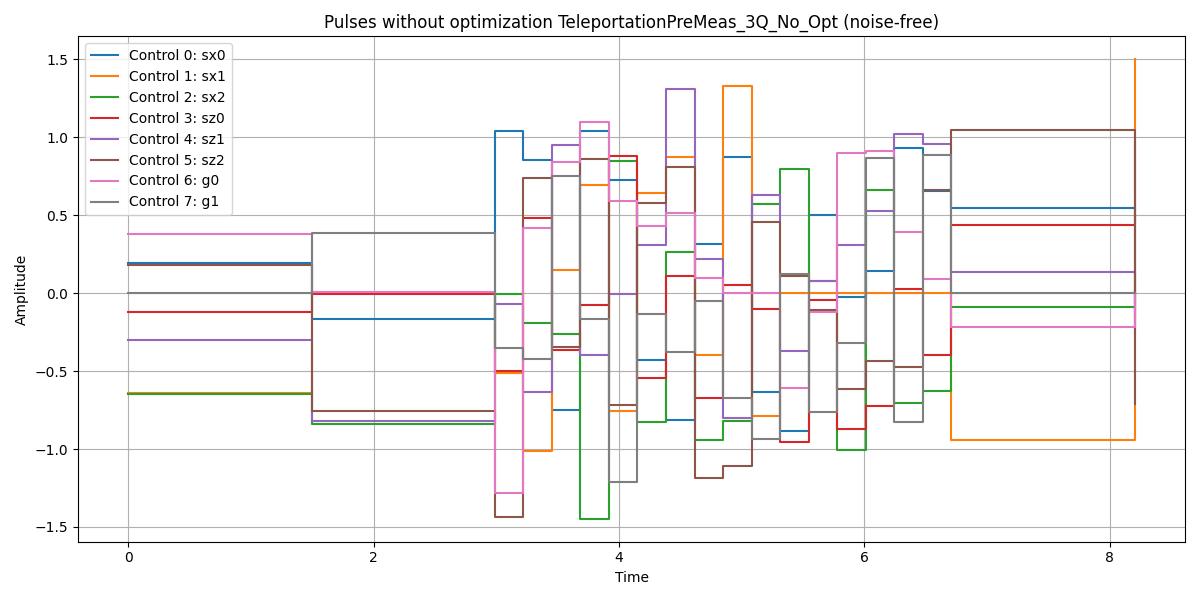 Pulses without optimization TeleportationPreMeas_3Q_No_Opt (noise-free)
Control 0: sx0
Control 1: sx1
Control 2: sx2
Control 3: sz0
Control 4: sz1
Control 5: sz2
Control 6: g0
Control 7: g1
Amplitude
1.5
1.0
0.5
0.0
−0.5
−1.0
−1.5
0 2 4 6 8
Time